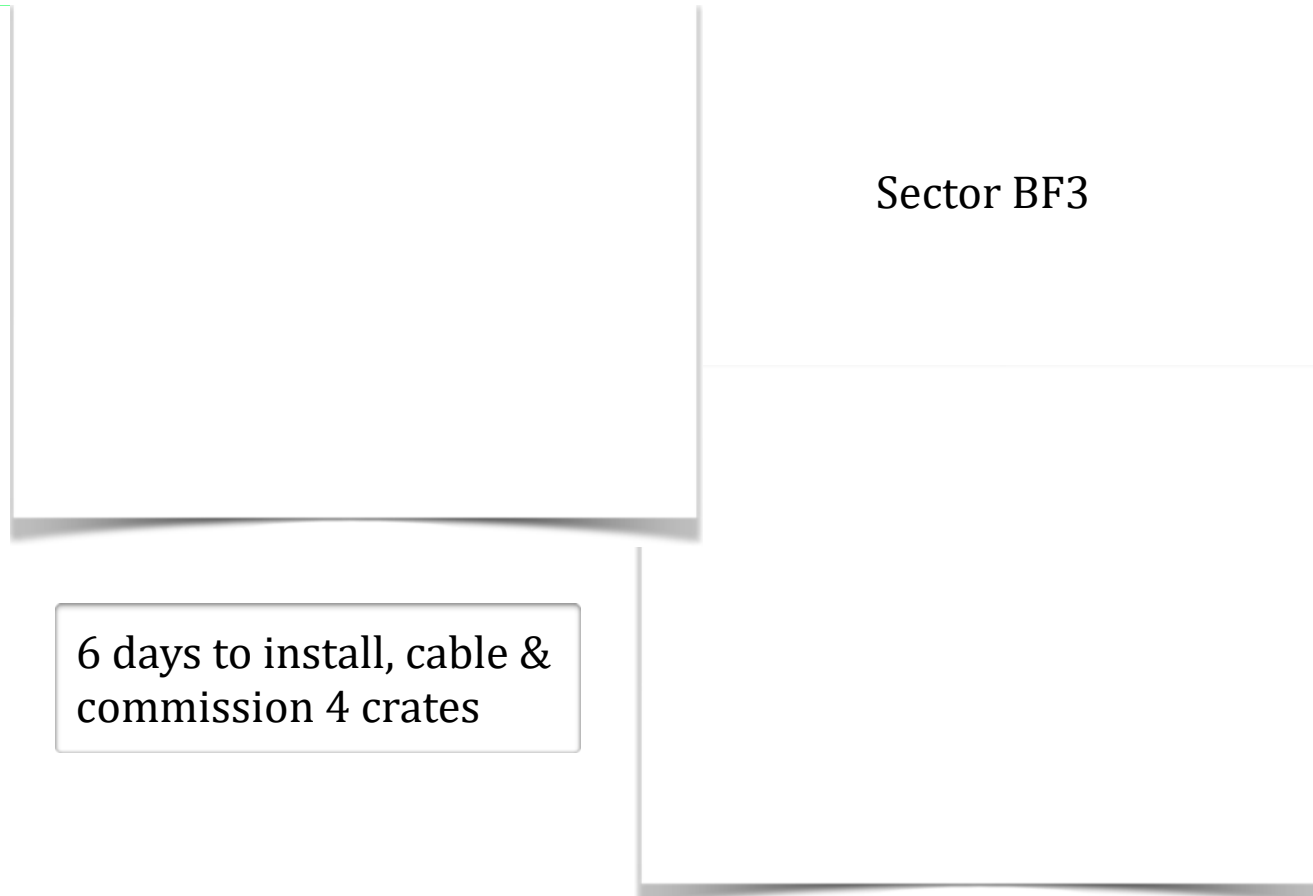 Sector BF3
6 days to install, cable &
commission 4 crates